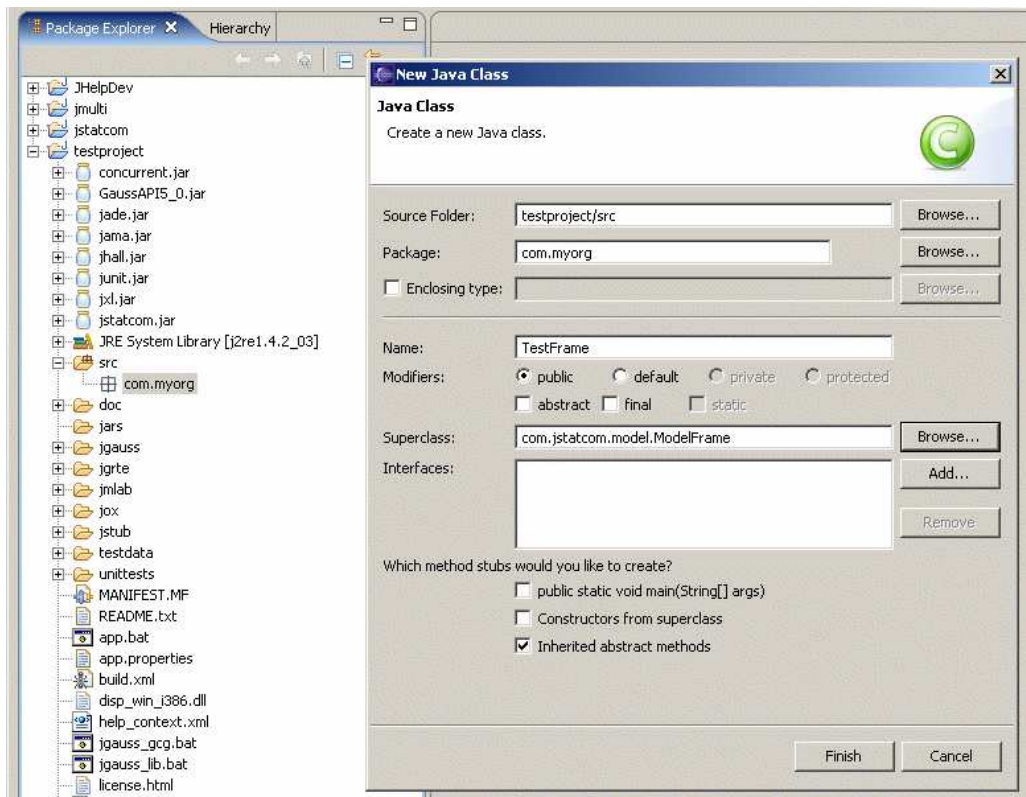 Package Explorer
Hierarchy
JHelpDev
jmulti
jstatcom
testproject
concurrent.jar
GaussAPI5_0.jar
jade.jar
jama.jar
jhall.jar
junit.jar
jxl.jar
jstatcom.jar
JRE System Library [j2re1.4.2_03]
src
com.myorg
doc
jars
jgauss
jgrte
jmlab
jox
jstub
testdata
unittests
MANIFEST.MF
README.txt
app.bat
app.properties
build.xml
disp_win_i386.dll
help_context.xml
jgauss_gcg.bat
jgauss_lib.bat
license.html
New Java Class
Java Class
Create a new Java class.
C
Source Folder: testproject/src Browse...
Package: com.myorg Browse...
Enclosing type: Browse...
Name: TestFrame
Modifiers: public default private protected
abstract final static
Superclass: com.jstatcom.model.ModelFrame Browse...
Interfaces: Add...
Remove
Which method stubs would you like to create?
public static void main(String[] args)
Constructors from superclass
Inherited abstract methods
Finish Cancel